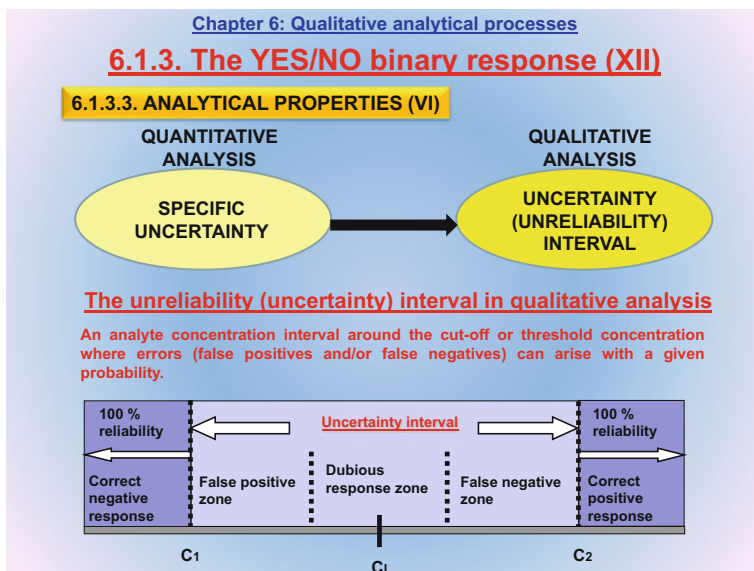 Chapter 6: Qualitative analytical processes
6.1.3. The YES/NO binary response (XII)
6.1.3.3. ANALYTICAL PROPERTIES (VI)
QUANTITATIVE
ANALYSIS
QUALITATIVE
ANALYSIS
SPECIFIC
UNCERTAINTY
UNCERTAINTY
(UNRELIABILITY)
INTERVAL
The unreliability (uncertainty) interval in qualitative analysis
An analyte concentration interval around the cut-off or threshold concentration
where errors (false positives and/or false negatives) can arise with a given
probability.
100 %
reliability
Uncertainty interval
100 %
reliability
Correct
negative
response
False positive
zone
Dubious
response zone
False negative
zone
Correct
positive
response
C1
CL
C2